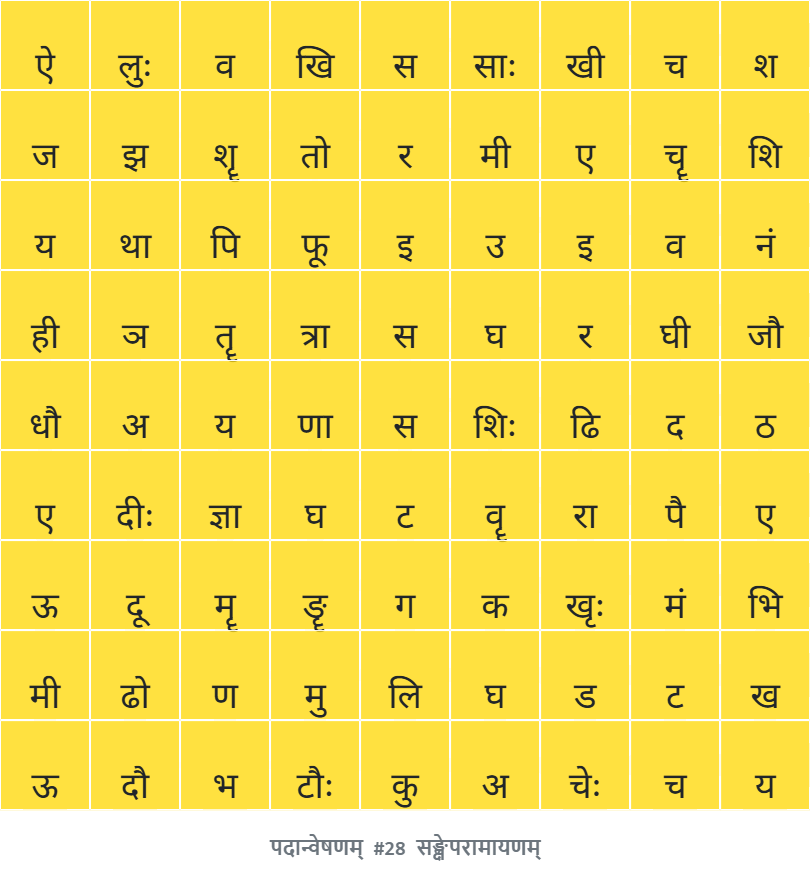 ऐ लुः व खि स साः खी च श
ज झ शॄ तो र मी ए चॄ शि
य था पि फू इ उ इ व नं
ही ञ तॄ त्रा स घ र घी जौ
धौ अ य णा स शिः ढि द ठ
ए दीः ज्ञा घ ट वॄ रा पै ए
ऊ दू मॄ ङॄ ग क खृः मं भि
मी ढो ण मु लि घ ड ट ख
ऊ दौ भ टौः कु अ चेः च य
पदान्वेषणम् #28 सङ्क्षेपरामायणम्